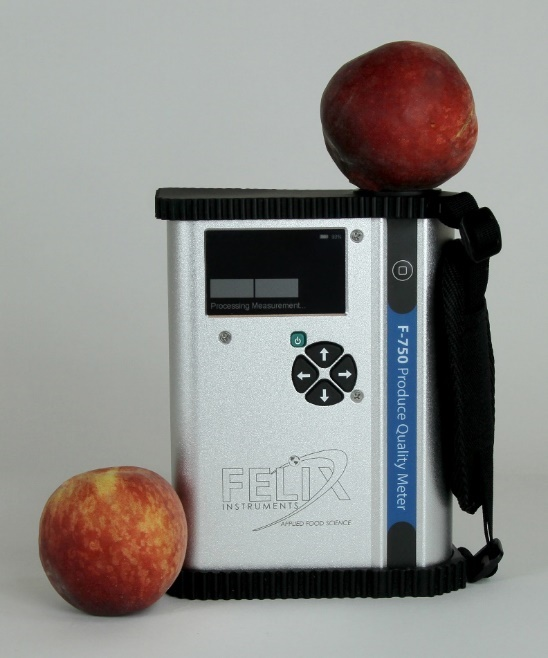 Processing Measurement...
F-750 Produce Quality Meter
FELIX
INSTRUMENTS
APPLIED FOOD SCIENCE